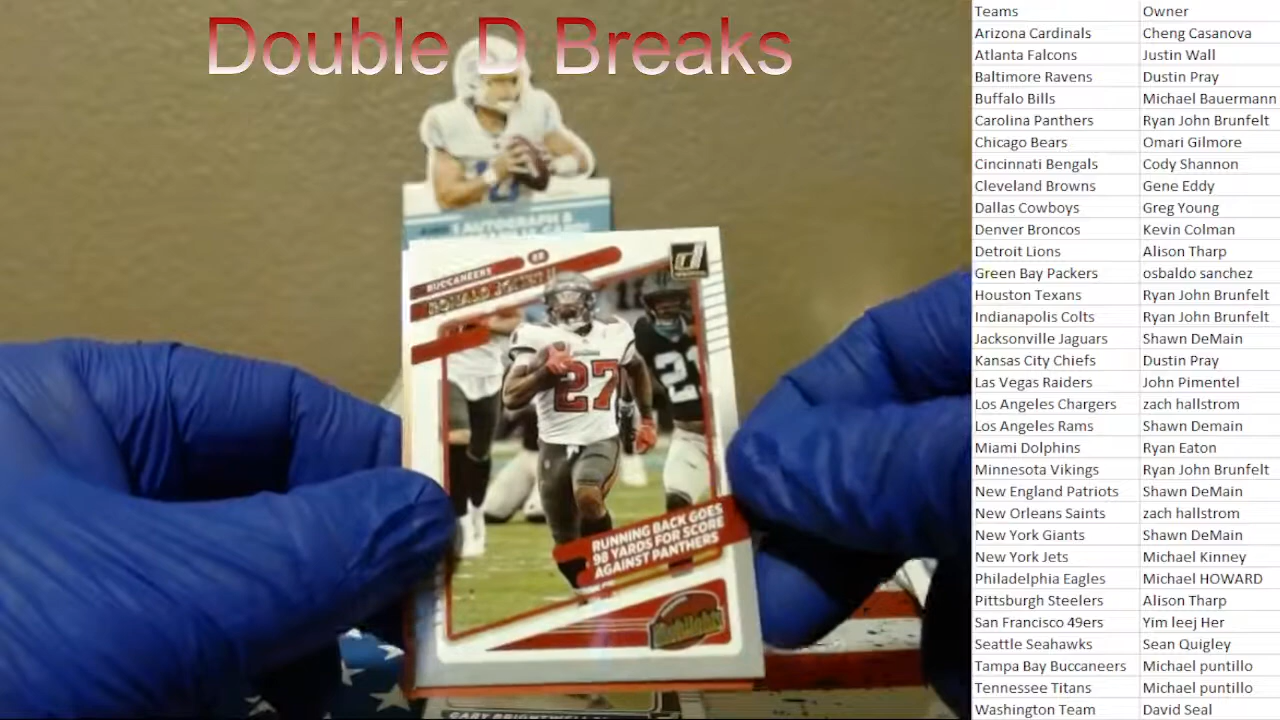 Double D Breaks
BUCCANEERS RB
27
2
RUNNING BACK GOES
98 YARDS FOR SCORE
AGAINST PANTHERS
Highlights
Teams Owner
Arizona Cardinals Cheng Casanova
Atlanta Falcons Justin Wall
Baltimore Ravens Dustin Pray
Buffalo Bills Michael Bauermann
Carolina Panthers Ryan John Brunfelt
Chicago Bears Omari Gilmore
Cincinnati Bengals Cody Shannon
Cleveland Browns Gene Eddy
Dallas Cowboys Greg Young
Denver Broncos Kevin Colman
Detroit Lions Alison Tharp
Green Bay Packers osbaldo sanchez
Houston Texans Ryan John Brunfelt
Indianapolis Colts Ryan John Brunfelt
Jacksonville Jaguars Shawn DeMain
Kansas City Chiefs Dustin Pray
Las Vegas Raiders John Pimentel
Los Angeles Chargers zach hallstrom
Los Angeles Rams Shawn Demain
Miami Dolphins Ryan Eaton
Minnesota Vikings Ryan John Brunfelt
New England Patriots Shawn DeMain
New Orleans Saints zach hallstrom
New York Giants Shawn DeMain
New York Jets Michael Kinney
Philadelphia Eagles Michael HOWARD
Pittsburgh Steelers Alison Tharp
San Francisco 49ers Yim leej Her
Seattle Seahawks Sean Quigley
Tampa Bay Buccaneers Michael puntillo
Tennessee Titans Michael puntillo
Washington Team David Seal